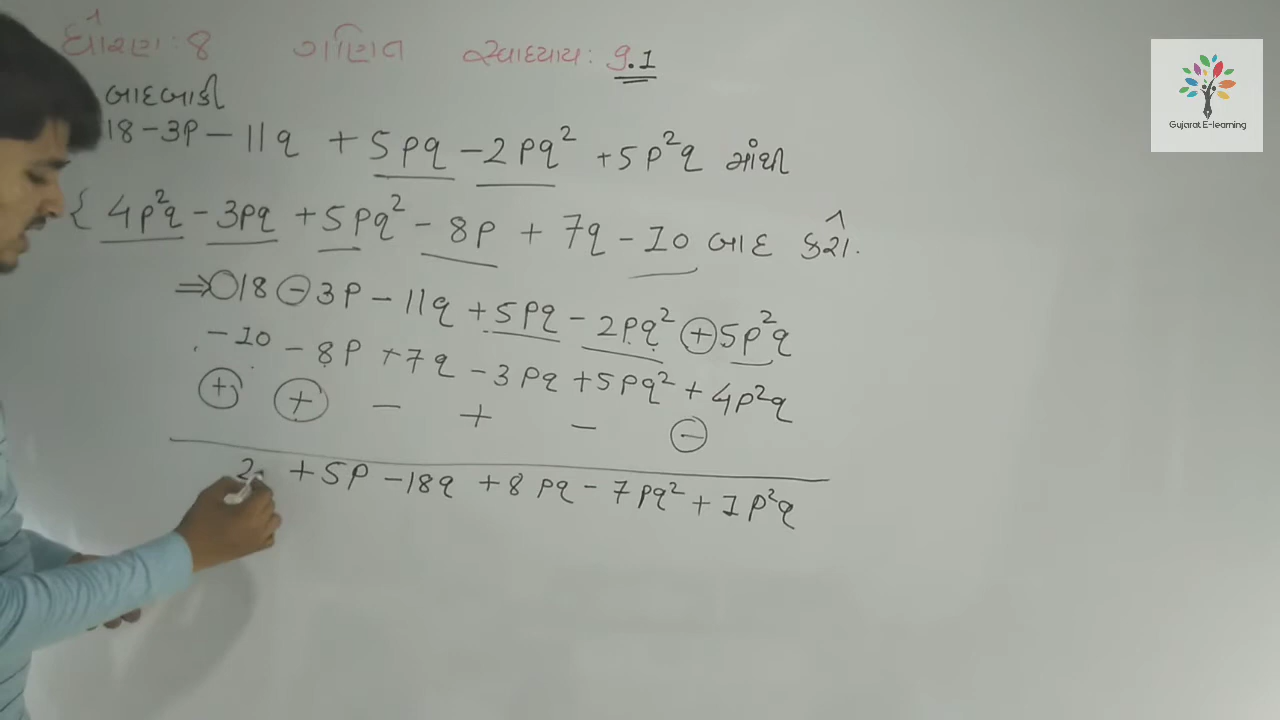 ધોરણ: 8 ગણિત સ્વાધ્યાય: 9.1
બાદબાકી
18 - 3p - 11q + 5pq - 2pq² + 5p²q માંથી
{ 4p²q - 3pq + 5pq² - 8p + 7q - 10 બાદ કરો.
⇒ 18 - 3p - 11q + 5pq - 2pq² + 5p²q
- 10 - 8p + 7q - 3pq + 5pq² + 4p²q
+ + - + - -
2 + 5p - 18q + 8pq - 7pq² + 1p²q
Gujarat E-learning